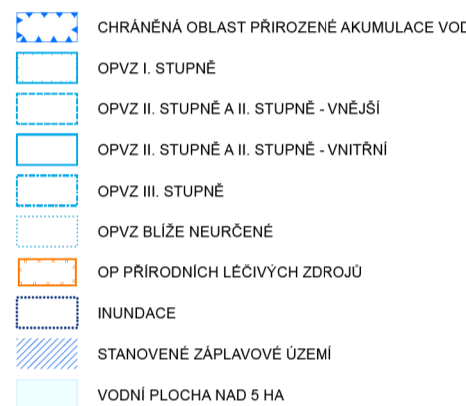 CHRÁNĚNÁ OBLAST PŘIROZENÉ AKUMULACE VOD
OPVZ I. STUPNĚ
OPVZ II. STUPNĚ A II. STUPNĚ - VNĚJŠÍ
OPVZ II. STUPNĚ A II. STUPNĚ - VNITŘNÍ
OPVZ III. STUPNĚ
OPVZ BLÍŽE NEURČENÉ
OP PŘÍRODNÍCH LÉČIVÝCH ZDROJŮ
INUNDACE
STANOVENÉ ZÁPLAVOVÉ ÚZEMÍ
VODNÍ PLOCHA NAD 5 HA